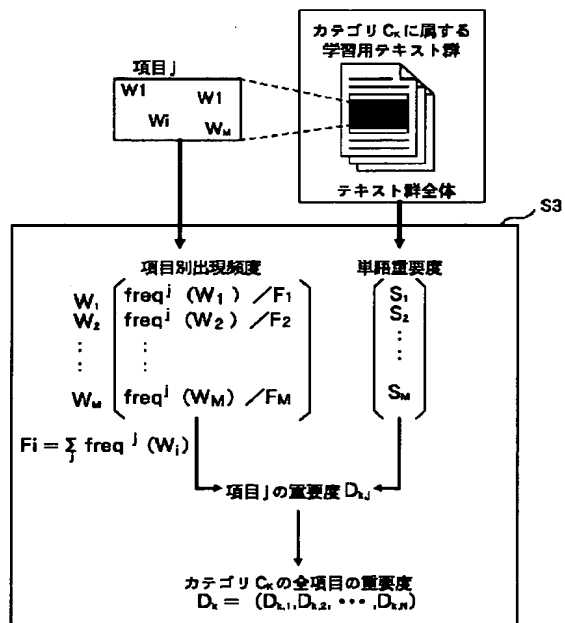 カテゴリCKに属する
学習用テキスト群
項目j
W1
W1
Wi
WM
テキスト群全体
S3
項目別出現頻度
単語重要度
W1 freq j (W1) /F1 S1
W2 freq j (W2) /F2 S2
⋮ ⋮ ⋮
WM freq j (WM) /FM SM
Fi = Σj freq j (Wi)
項目jの重要度Dk,j
カテゴリCKの全項目の重要度
Dk = (Dk,1,Dk,2, ・・・ ,Dk,N)